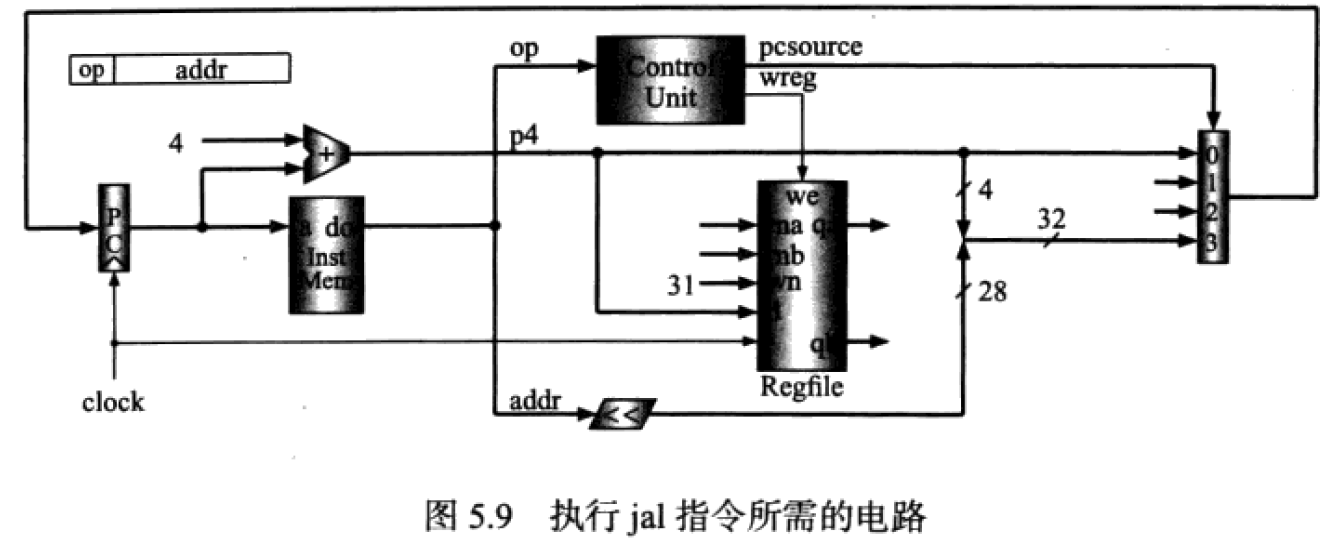 op addr
op
Control
Unit
pcsource
wreg
4
p4
PC
a do
Inst
Mem
we
na q
nb
31 wn
q
Regfile
clock
addr <<
+
4
32
28
0
1
2
3
图 5.9 执行 jal 指令所需的电路